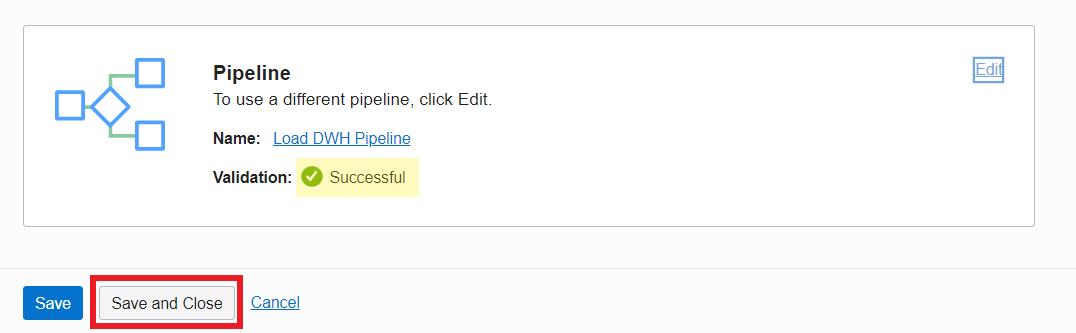 Pipeline
Edit
To use a different pipeline, click Edit.
Name: Load DWH Pipeline
Validation: Successful
Save Save and Close Cancel